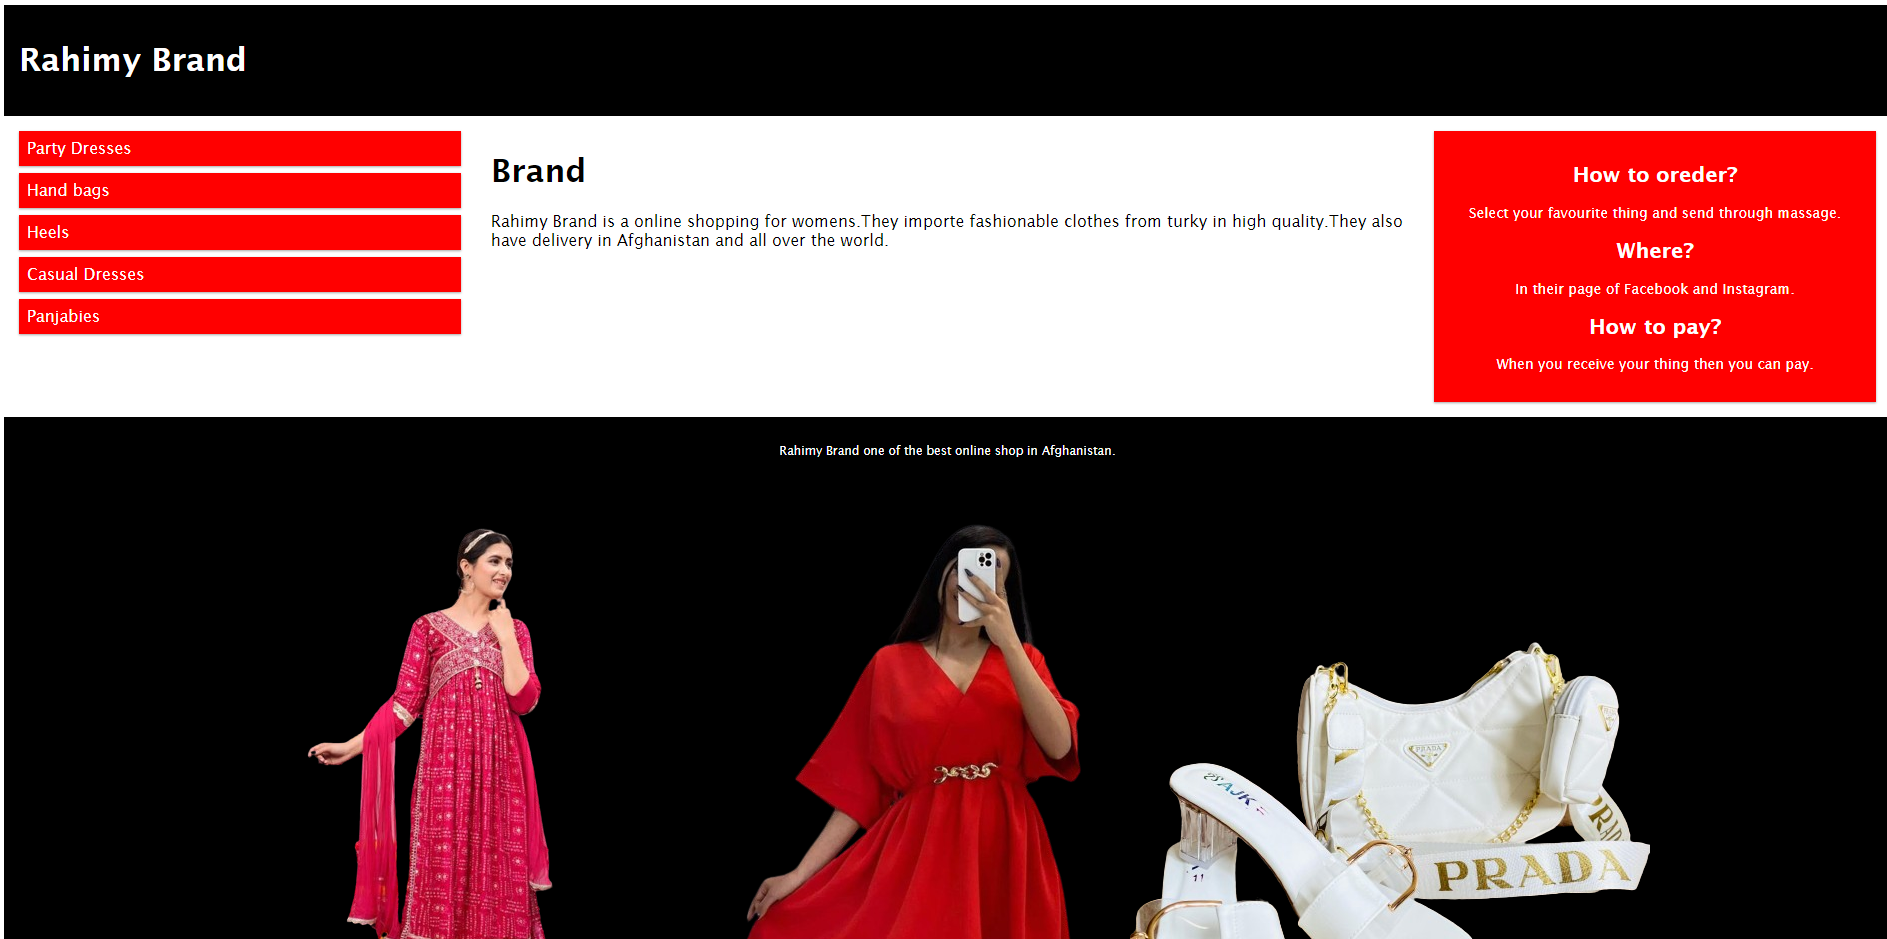 Rahimy Brand
Party Dresses
Hand bags
Heels
Casual Dresses
Panjabies
Brand
Rahimy Brand is a online shopping for womens.They importe fashionable clothes from turky in high quality.They also
have delivery in Afghanistan and all over the world.
How to oreder?
Select your favourite thing and send through massage.
Where?
In their page of Facebook and Instagram.
How to pay?
When you receive your thing then you can pay.
Rahimy Brand one of the best online shop in Afghanistan.
PRADA
PRADA